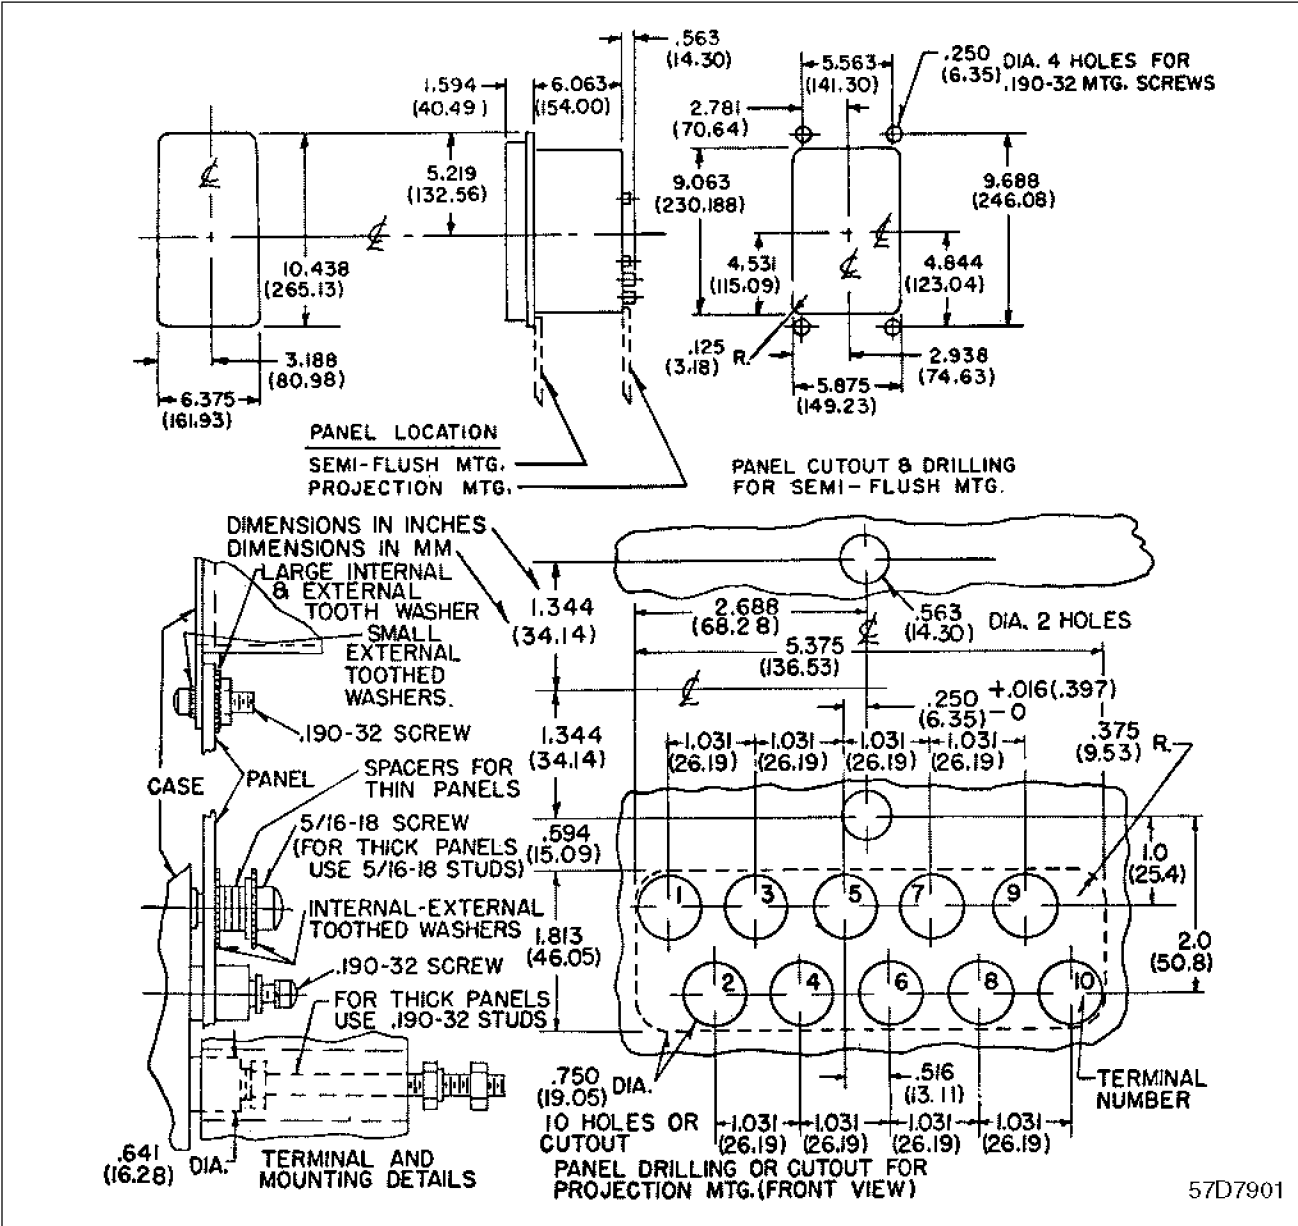 .563
(14.30)
1.594
(40.49)
6.063
(154.00)
5.563
(141.30)
.250
(6.35)
DIA. 4 HOLES FOR
.190-32 MTG. SCREWS
2.781
(70.64)
5.219
(132.56)
9.063
(230.188)
9.688
(246.08)
10.438
(265.13)
4.531
(115.09)
4.844
(123.04)
3.188
(80.98)
.125
(3.18)
R.
2.938
(74.63)
6.375
(161.93)
5.875
(149.23)
PANEL LOCATION
SEMI-FLUSH MTG.
PROJECTION MTG.
PANEL CUTOUT & DRILLING
FOR SEMI-FLUSH MTG.
DIMENSIONS IN INCHES
DIMENSIONS IN MM
LARGE INTERNAL
& EXTERNAL
TOOTH WASHER
SMALL
EXTERNAL
TOOTHED
WASHERS.
1.344
(34.14)
2.688
(68.28)
.563
(14.30)
DIA. 2 HOLES
5.375
(136.53)
.250
(6.35)
+.016(.397)
-0
.190-32 SCREW
1.344
(34.14)
1.031
(26.19)
1.031
(26.19)
1.031
(26.19)
1.031
(26.19)
.375
(9.53)
R.
CASE
PANEL
SPACERS FOR
THIN PANELS
5/16-18 SCREW
(FOR THICK PANELS
USE 5/16-18 STUDS)
.594
(15.09)
1.0
(25.4)
1 3 5 7 9
INTERNAL-EXTERNAL
TOOTHED WASHERS
1.813
(46.05)
2.0
(50.8)
.190-32 SCREW
2 4 6 8 10
FOR THICK PANELS
USE .190-32 STUDS
.750
(19.05)
DIA.
10 HOLES OR
CUTOUT
.516
(13.11)
TERMINAL
NUMBER
1.031
(26.19)
1.031
(26.19)
1.031
(26.19)
1.031
(26.19)
.641
(16.28)
DIA.
TERMINAL AND
MOUNTING DETAILS
PANEL DRILLING OR CUTOUT FOR
PROJECTION MTG.(FRONT VIEW)
57D7901